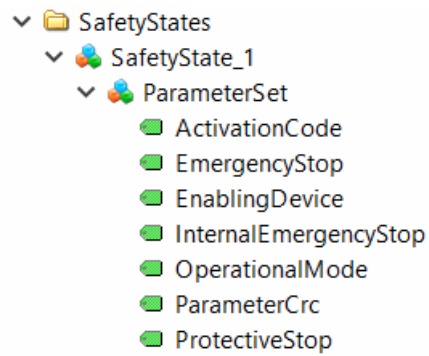 SafetyStates
SafetyState_1
ParameterSet
ActivationCode
EmergencyStop
EnablingDevice
InternalEmergencyStop
OperationalMode
ParameterCrc
ProtectiveStop